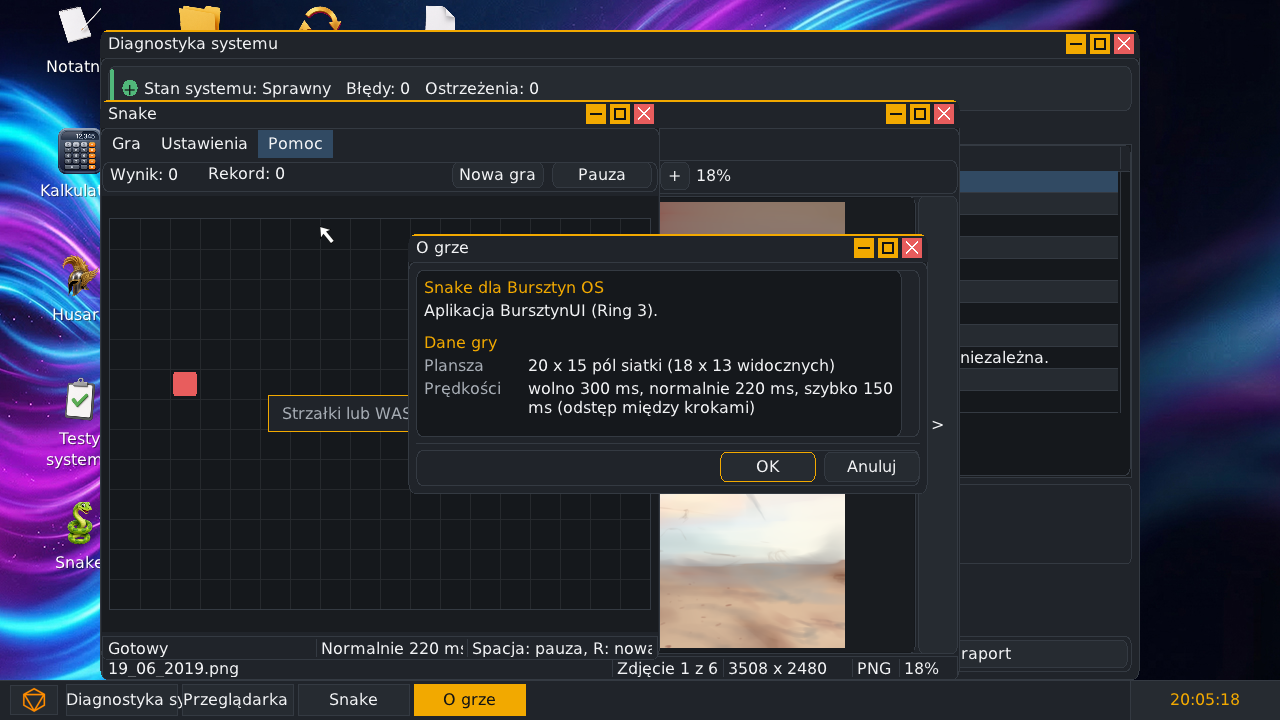 Notatn
Diagnostyka systemu
Stan systemu: Sprawny Błędy: 0 Ostrzeżenia: 0
Snake
Gra Ustawienia Pomoc
Wynik: 0 Rekord: 0 Nowa gra Pauza
+ 18%
12,345
Kalkulat
O grze
Snake dla Bursztyn OS
Aplikacja BursztynUI (Ring 3).
Dane gry
Plansza 20 x 15 pól siatki (18 x 13 widocznych)
Prędkości wolno 300 ms, normalnie 220 ms, szybko 150
ms (odstęp między krokami)
OK Anuluj
Husar
niezależna.
Strzałki lub WAS
>
Testy
system
Snake
Gotowy Normalnie 220 ms Spacja: pauza, R: nowa
raport
19_06_2019.png Zdjęcie 1 z 6 3508 x 2480 PNG 18%
Diagnostyka sy Przeglądarka Snake O grze 20:05:18